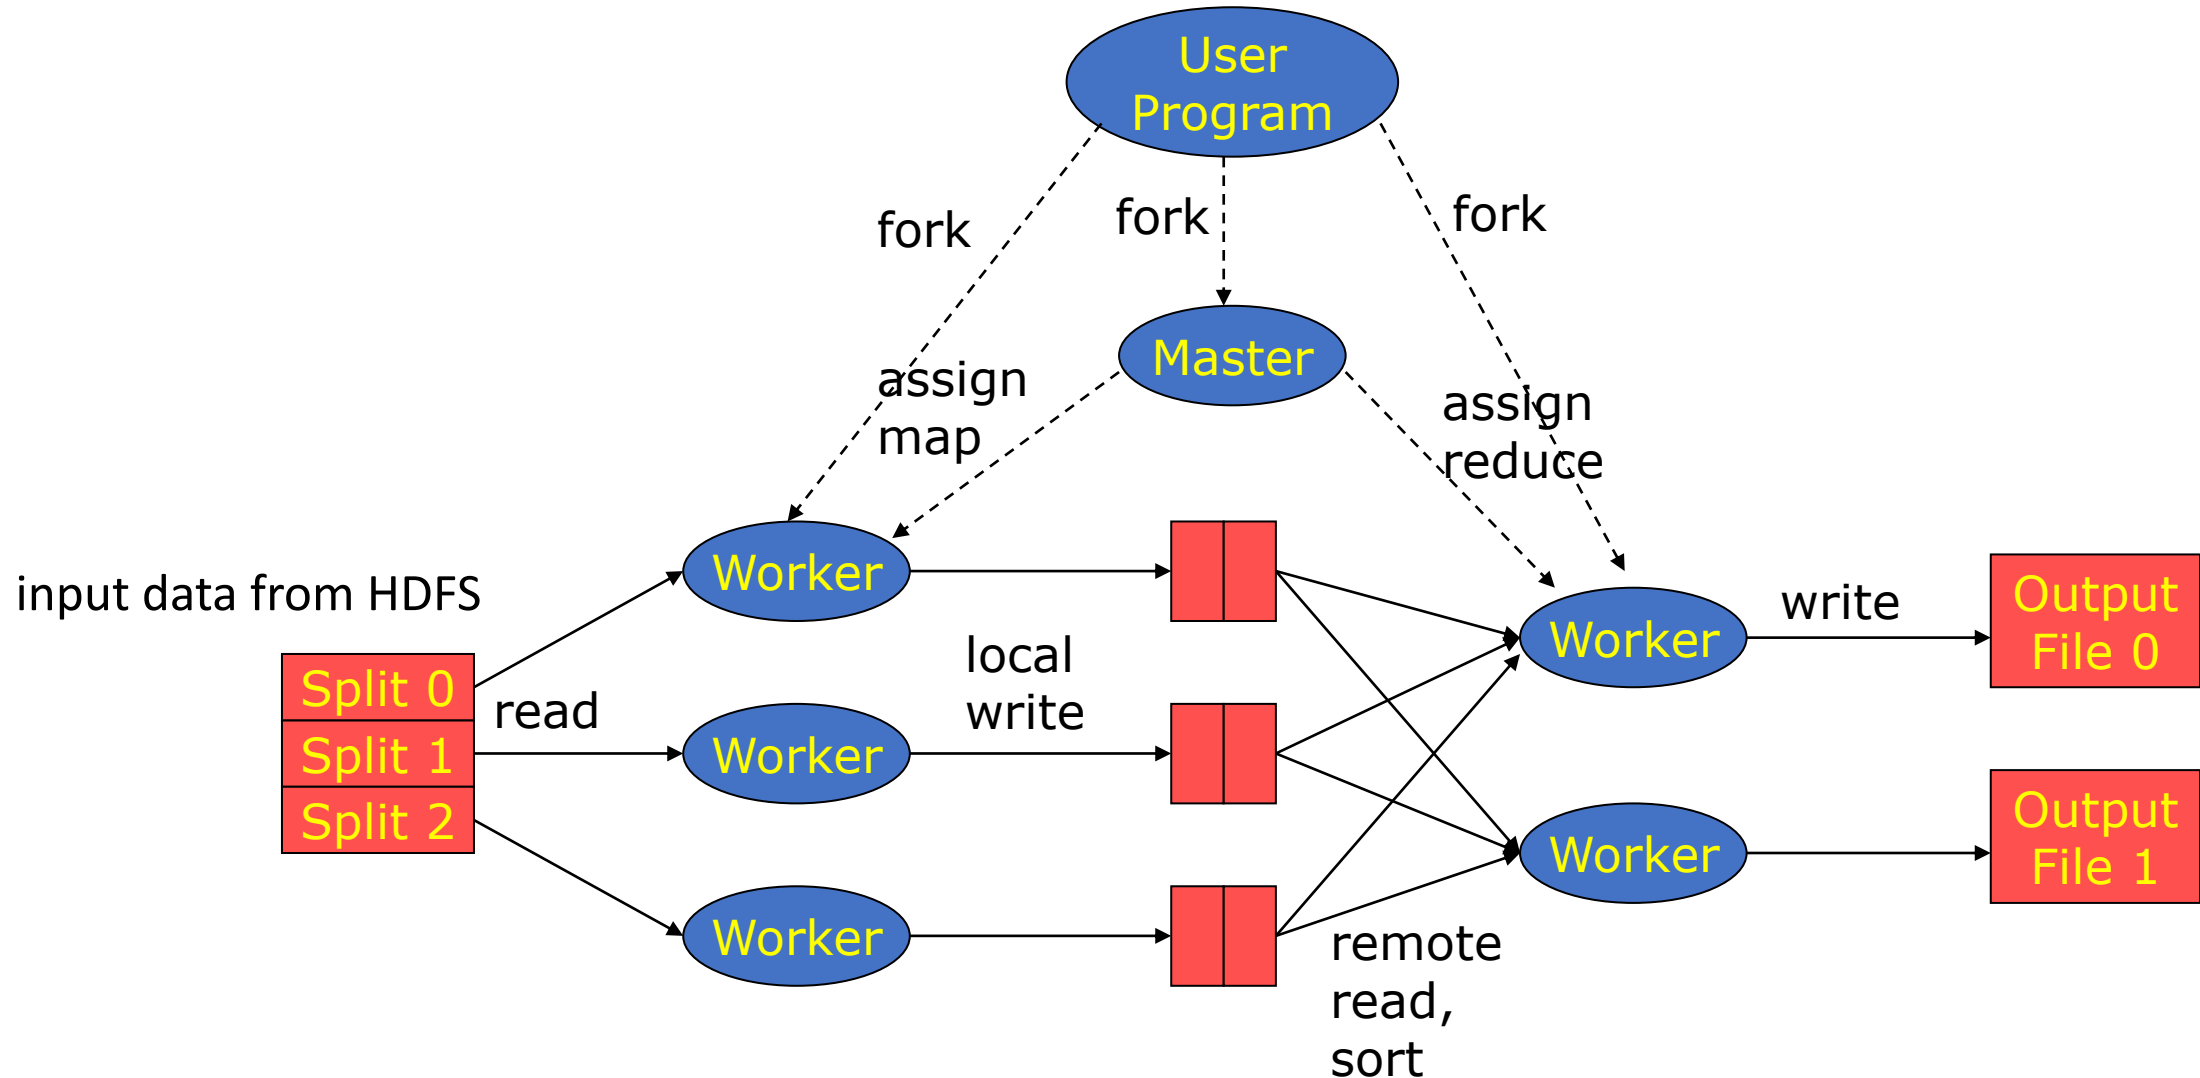 User
Program
fork
fork
fork
Master
assign
map
assign
reduce
input data from HDFS
Split 0
Split 1
Split 2
read
Worker
Worker
Worker
local
write
remote
read,
sort
Worker
Worker
write
Output
File 0
Output
File 1